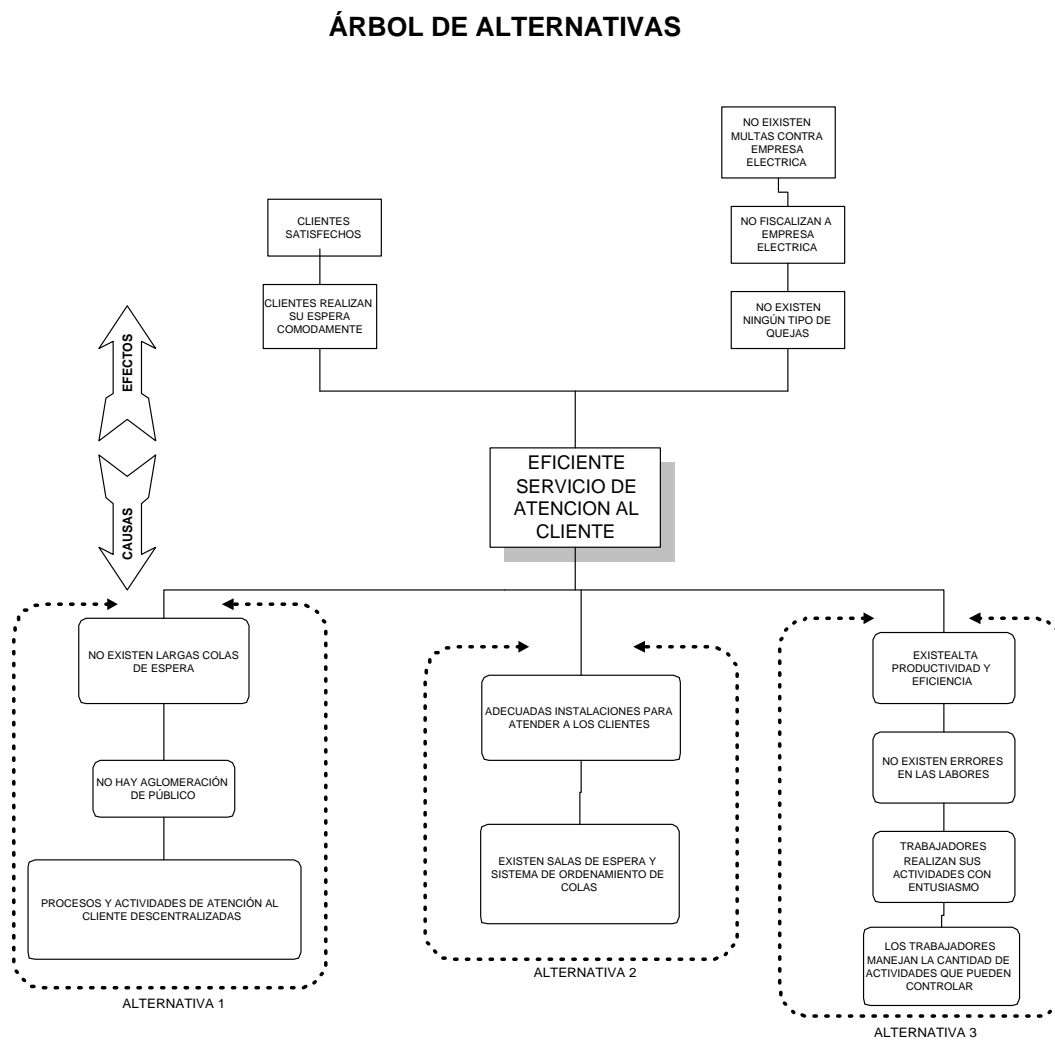 ÁRBOL DE ALTERNATIVAS
NO EIXISTEN
MULTAS CONTRA
EMPRESA
ELECTRICA
CLIENTES
SATISFECHOS
NO FISCALIZAN A
EMPRESA
ELECTRICA
CLIENTES REALIZAN
SU ESPERA
COMODAMENTE
NO EXISTEN
NINGÚN TIPO DE
QUEJAS
EFECTOS
CAUSAS
EFICIENTE
SERVICIO DE
ATENCION AL
CLIENTE
NO EXISTEN LARGAS COLAS
DE ESPERA
NO HAY AGLOMERACIÓN
DE PÚBLICO
PROCESOS Y ACTIVIDADES DE ATENCIÓN AL
CLIENTE DESCENTRALIZADAS
ALTERNATIVA 1
ADECUADAS INSTALACIONES PARA
ATENDER A LOS CLIENTES
EXISTEN SALAS DE ESPERA Y
SISTEMA DE ORDENAMIENTO DE
COLAS
ALTERNATIVA 2
EXISTEALTA
PRODUCTIVIDAD Y
EFICIENCIA
NO EXISTEN ERRORES
EN LAS LABORES
TRABAJADORES
REALIZAN SUS
ACTIVIDADES CON
ENTUSIASMO
LOS TRABAJADORES
MANEJAN LA CANTIDAD DE
ACTIVIDADES QUE PUEDEN
CONTROLAR
ALTERNATIVA 3